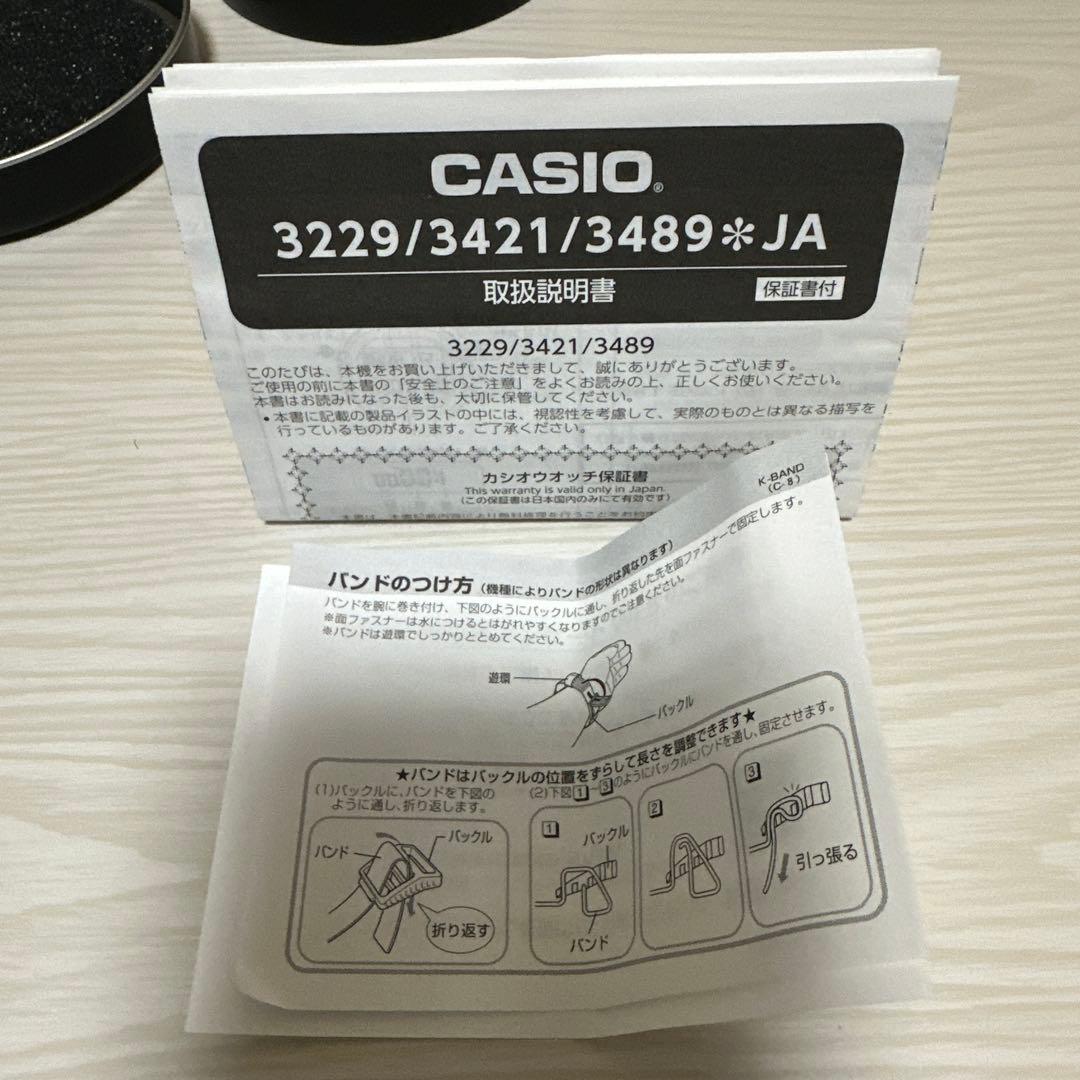 CASIO®
3229/3421/3489＊JA
取扱説明書
保証書付
3229/3421/3489
このたびは、本機をお買い上げいただきまして、誠にありがとうございます。
ご使用の前に本書の「安全上のご注意」をよくお読みの上、正しくお使いください。
本書はお読みになった後も、大切に保管してください。
• 本書に記載の製品イラストの中には、視認性を考慮して、実際のものとは異なる描写を
行っているものがあります。ご了承ください。
カシオウオッチ保証書
This warranty is valid only in Japan.
(この保証書は日本国内のみにて有効です)
K-BAND
(C-8)
バンドのつけ方（機種によりバンドの形状は異なります）
バンドを腕に巻き付け、下図のようにバックルに通し、折り返した先を面ファスナーで固定します。
※面ファスナーは水につけるとはがれやすくなりますのでご注意ください。
※バンドは遊環でしっかりととめてください。
遊環
バックル
★バンドはバックルの位置をずらして長さを調整できます★
(1)バックルに、バンドを下図の
ように通し、折り返します。
(2)下図1～3のようにバックルにバンドを通し、固定させます。
バンド
バックル
折り返す
1
バックル
バンド
2
3
引っ張る